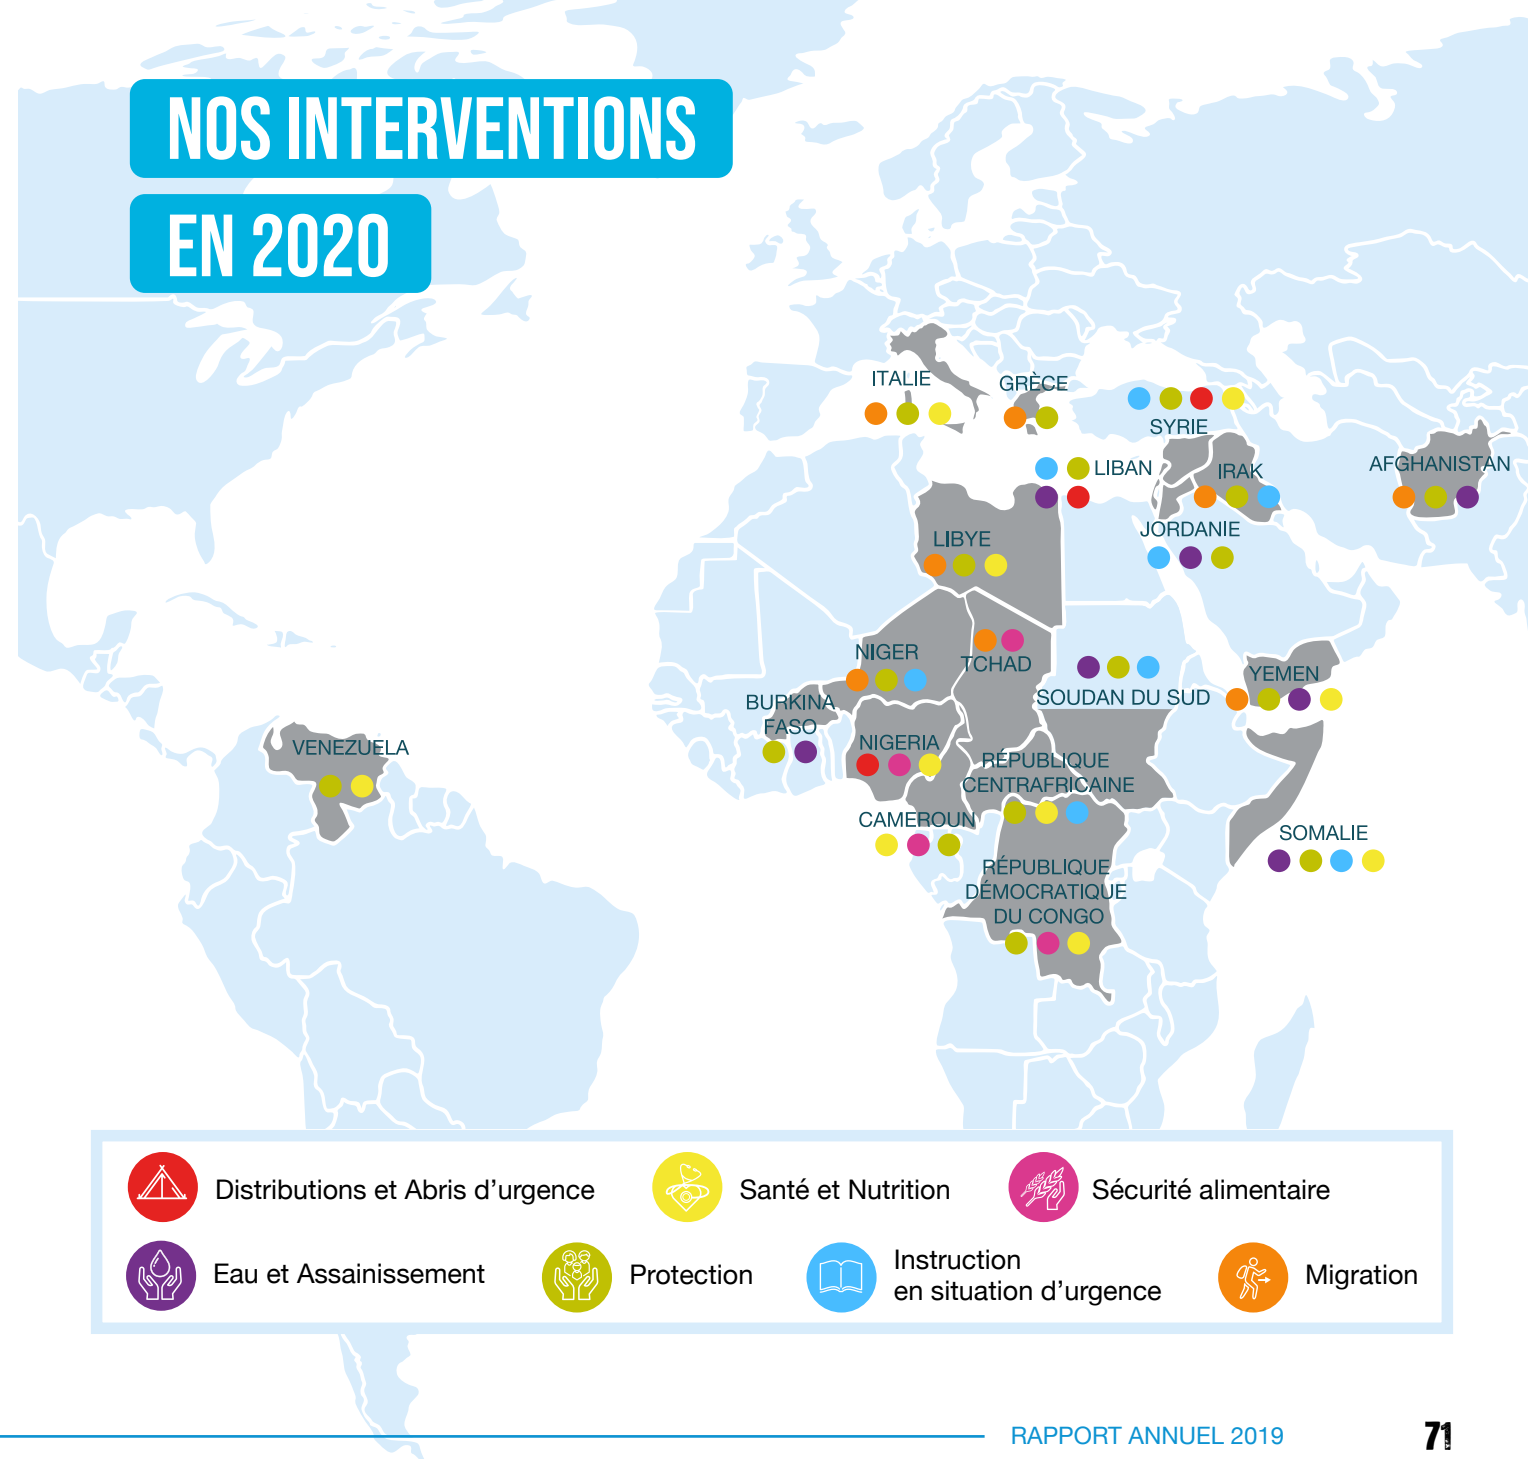 NOS INTERVENTIONS
EN 2020
ITALIE
GRÈCE
SYRIE
LIBAN
IRAK
AFGHANISTAN
JORDANIE
LIBYE
NIGER
TCHAD
BURKINA
FASO
SOUDAN DU SUD
YEMEN
VENEZUELA
NIGERIA
RÉPUBLIQUE
CENTRAFRICAINE
CAMEROUN
SOMALIE
RÉPUBLIQUE
DÉMOCRATIQUE
DU CONGO
Distributions et Abris d’urgence
Santé et Nutrition
Sécurité alimentaire
Eau et Assainissement
Protection
Instruction
en situation d’urgence
Migration
RAPPORT ANNUEL 2019
71